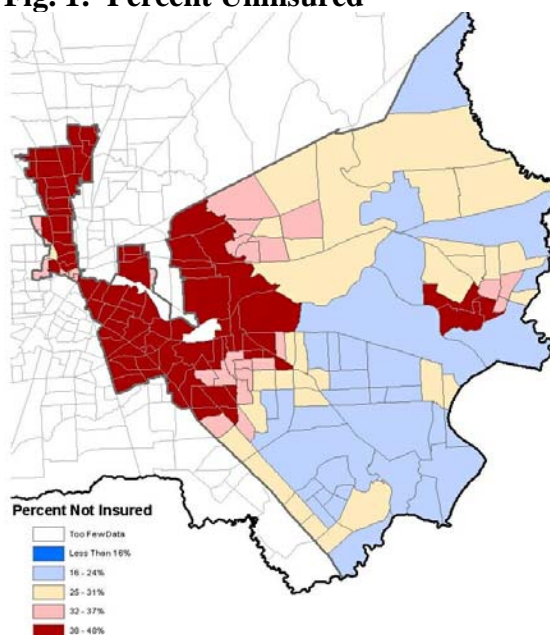 Fig. 1: Percent Uninsured
Percent Not Insured
Too Few Data
Less Than 16%
16 - 24%
25 - 31%
32 - 37%
38 - 48%